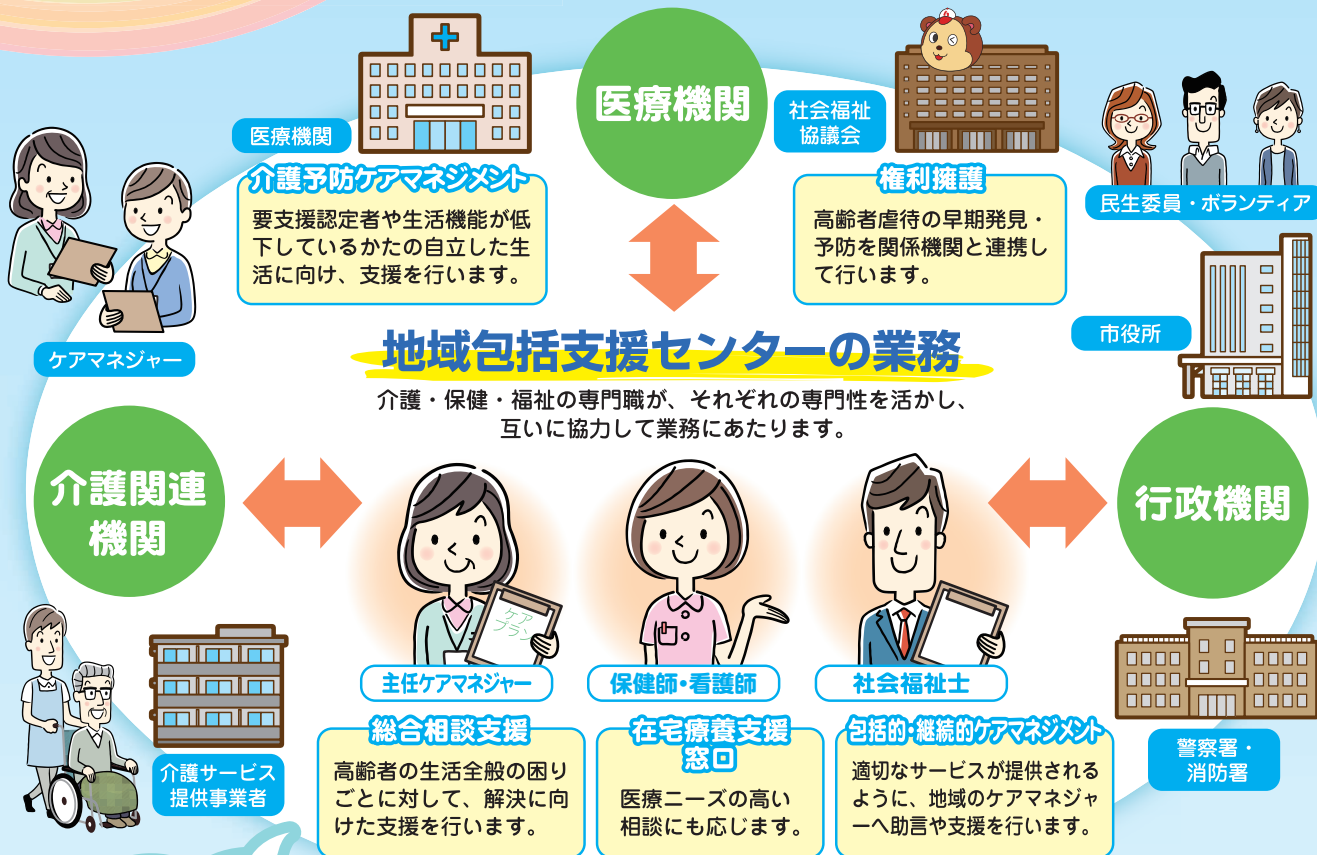 医療機関
医療機関
社会福祉
協議会
民生委員・ボランティア
介護予防ケアマネジメント
要支援認定者や生活機能が低
下しているかたの自立した生
活に向け、支援を行います。
権利擁護
高齢者虐待の早期発見・
予防を関係機関と連携し
て行います。
ケアマネジャー
市役所
地域包括支援センターの業務
介護・保健・福祉の専門職が、それぞれの専門性を活かし、
互いに協力して業務にあたります。
介護関連
機関
行政機関
ケア
プラン
主任ケアマネジャー
保健師・看護師
社会福祉士
介護サービス
提供事業者
警察署・
消防署
総合相談支援
高齢者の生活全般の困り
ごとに対して、解決に向
けた支援を行います。
在宅療養支援
窓口
医療ニーズの高い
相談にも応じます。
包括的・継続的ケアマネジメント
適切なサービスが提供される
ように、地域のケアマネジャ
ーへ助言や支援を行います。